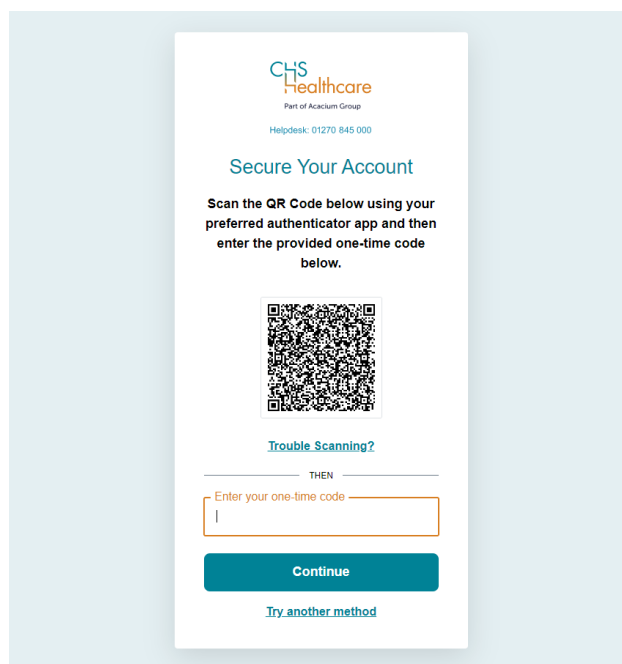 CHS
Healthcare
Part of Acacium Group
Helpdesk: 01270 845 000
Secure Your Account
Scan the QR Code below using your
preferred authenticator app and then
enter the provided one-time code
below.
Trouble Scanning?
THEN
Enter your one-time code
Continue
Try another method